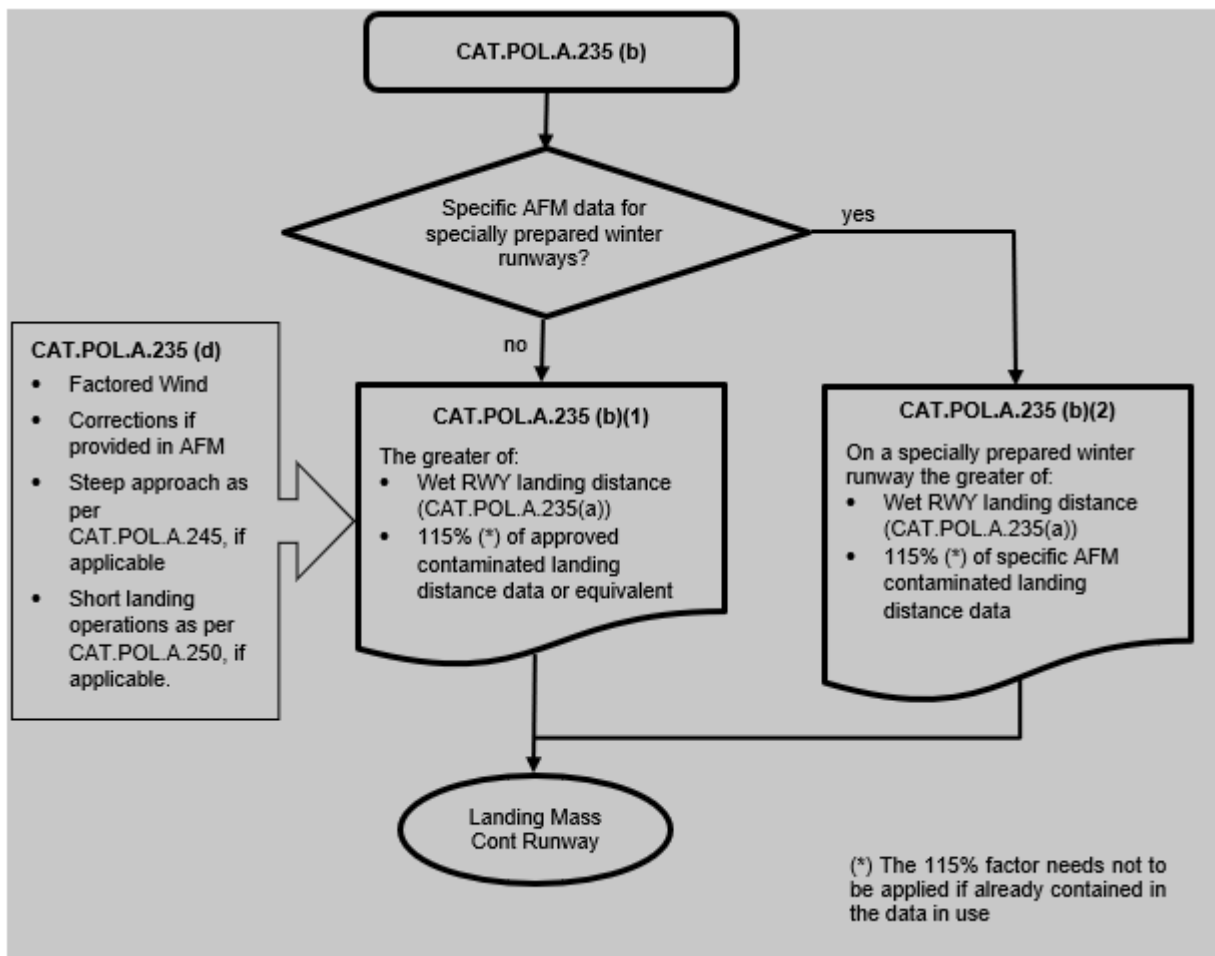 CAT.POL.A.235 (b)
Specific AFM data for
specially prepared winter
runways?
yes
no
CAT.POL.A.235 (d)
• Factored Wind
• Corrections if
provided in AFM
• Steep approach as
per
CAT.POL.A.245, if
applicable
• Short landing
operations as per
CAT.POL.A.250, if
applicable.
CAT.POL.A.235 (b)(1)
The greater of:
• Wet RWY landing distance
(CAT.POL.A.235(a))
• 115% (*) of approved
contaminated landing
distance data or equivalent
CAT.POL.A.235 (b)(2)
On a specially prepared winter
runway the greater of:
• Wet RWY landing distance
(CAT.POL.A.235(a))
• 115% (*) of specific AFM
contaminated landing
distance data
Landing Mass
Cont Runway
(*) The 115% factor needs not to
be applied if already contained in
the data in use